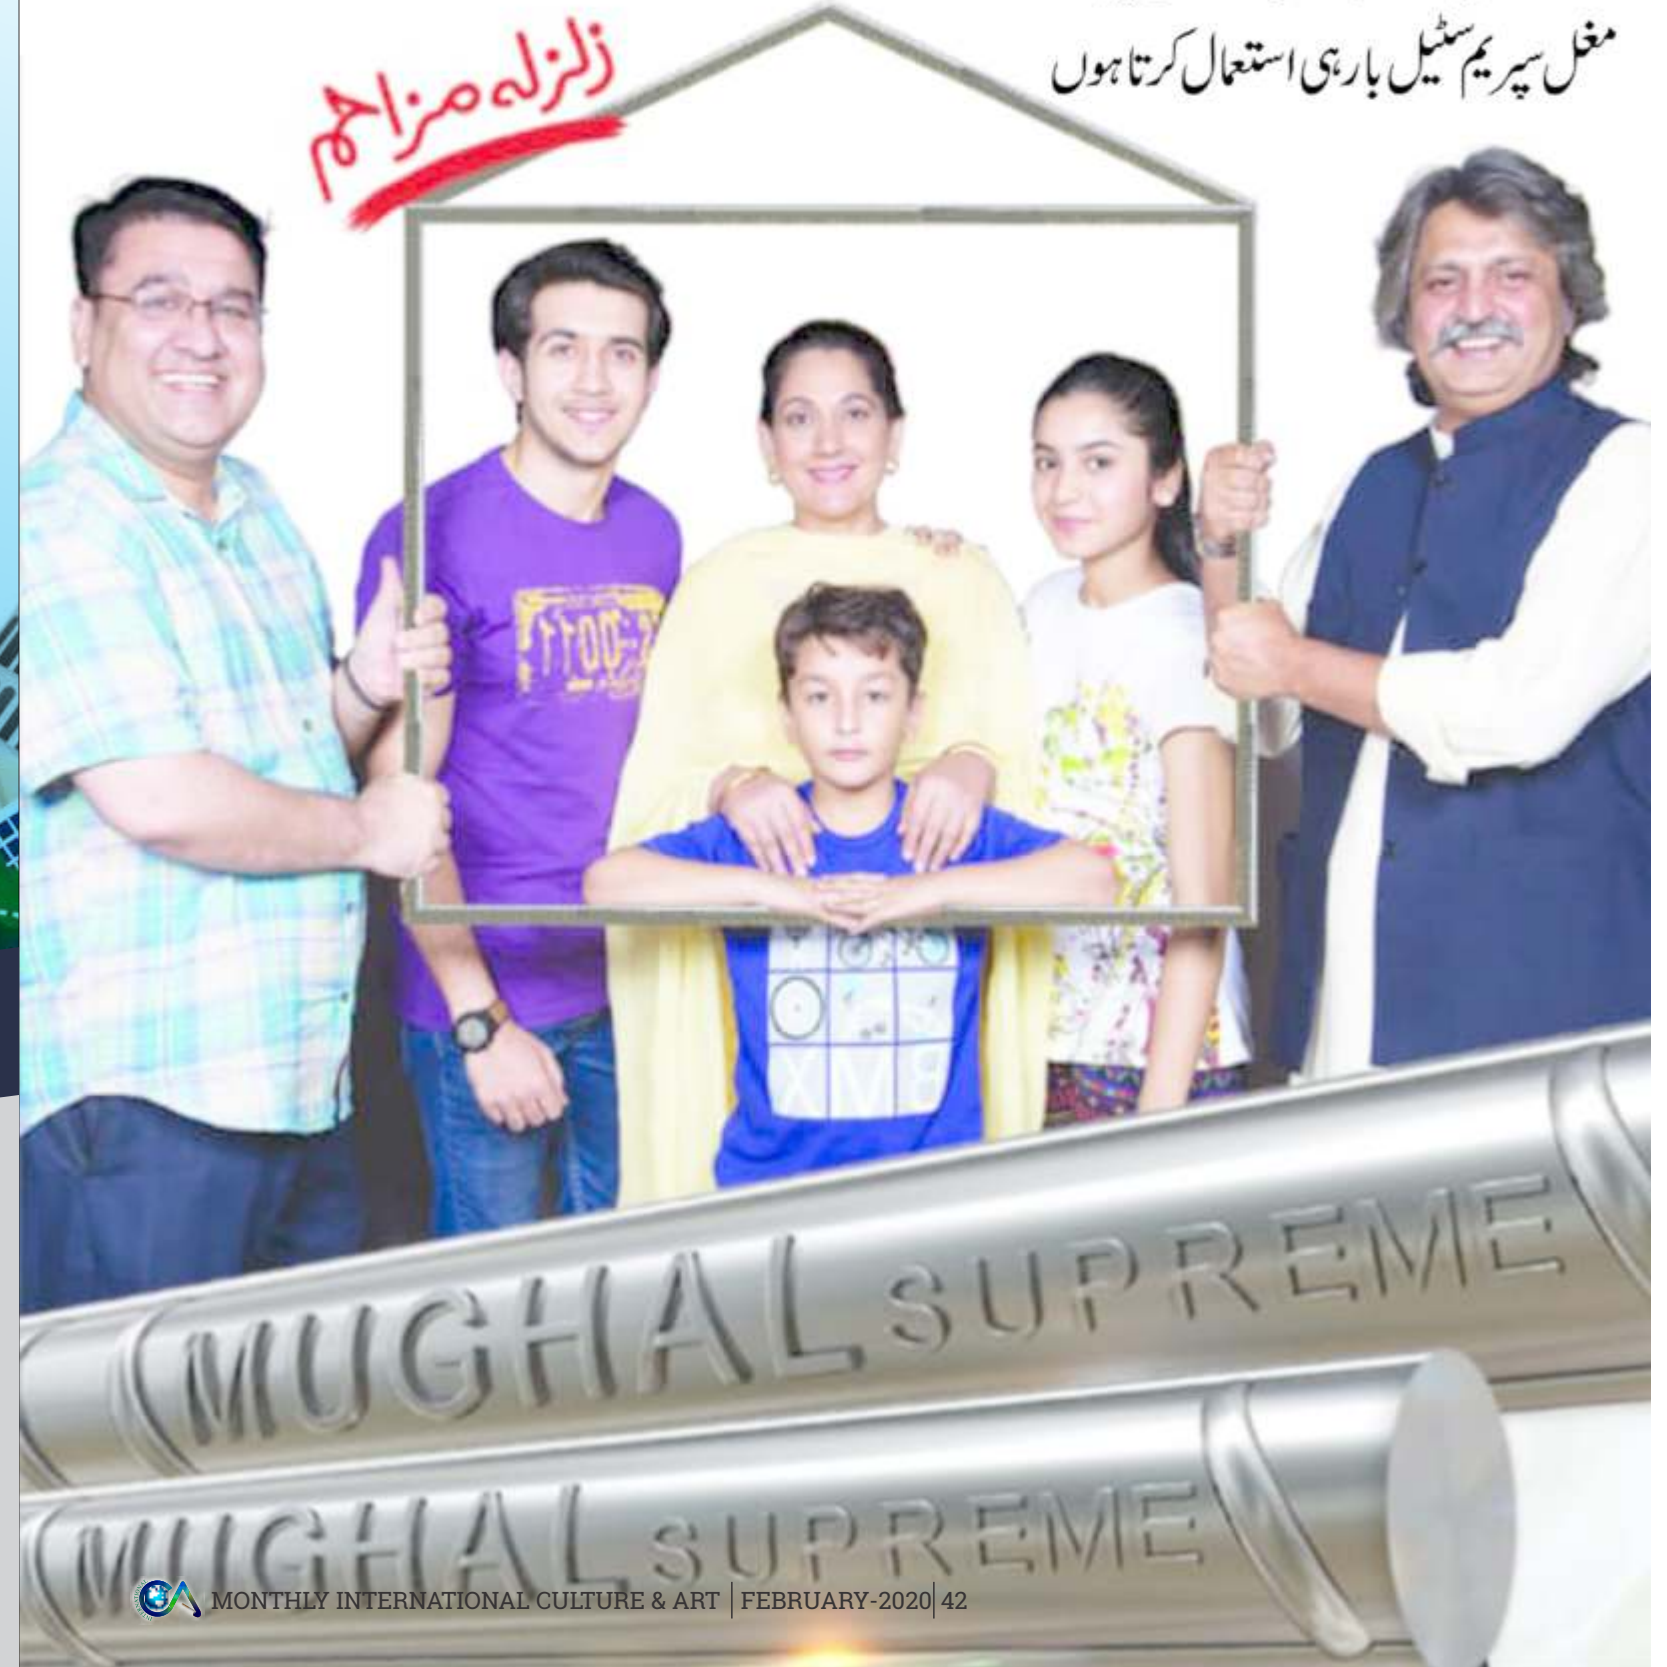 مغل سپریم سٹیل بار ہی استعمال کرتا ہوں
زلزلہ مزاحم
MUGHAL SUPREME
MUGHAL SUPREME
MONTHLY INTERNATIONAL CULTURE & ART | FEBRUARY-2020 | 42